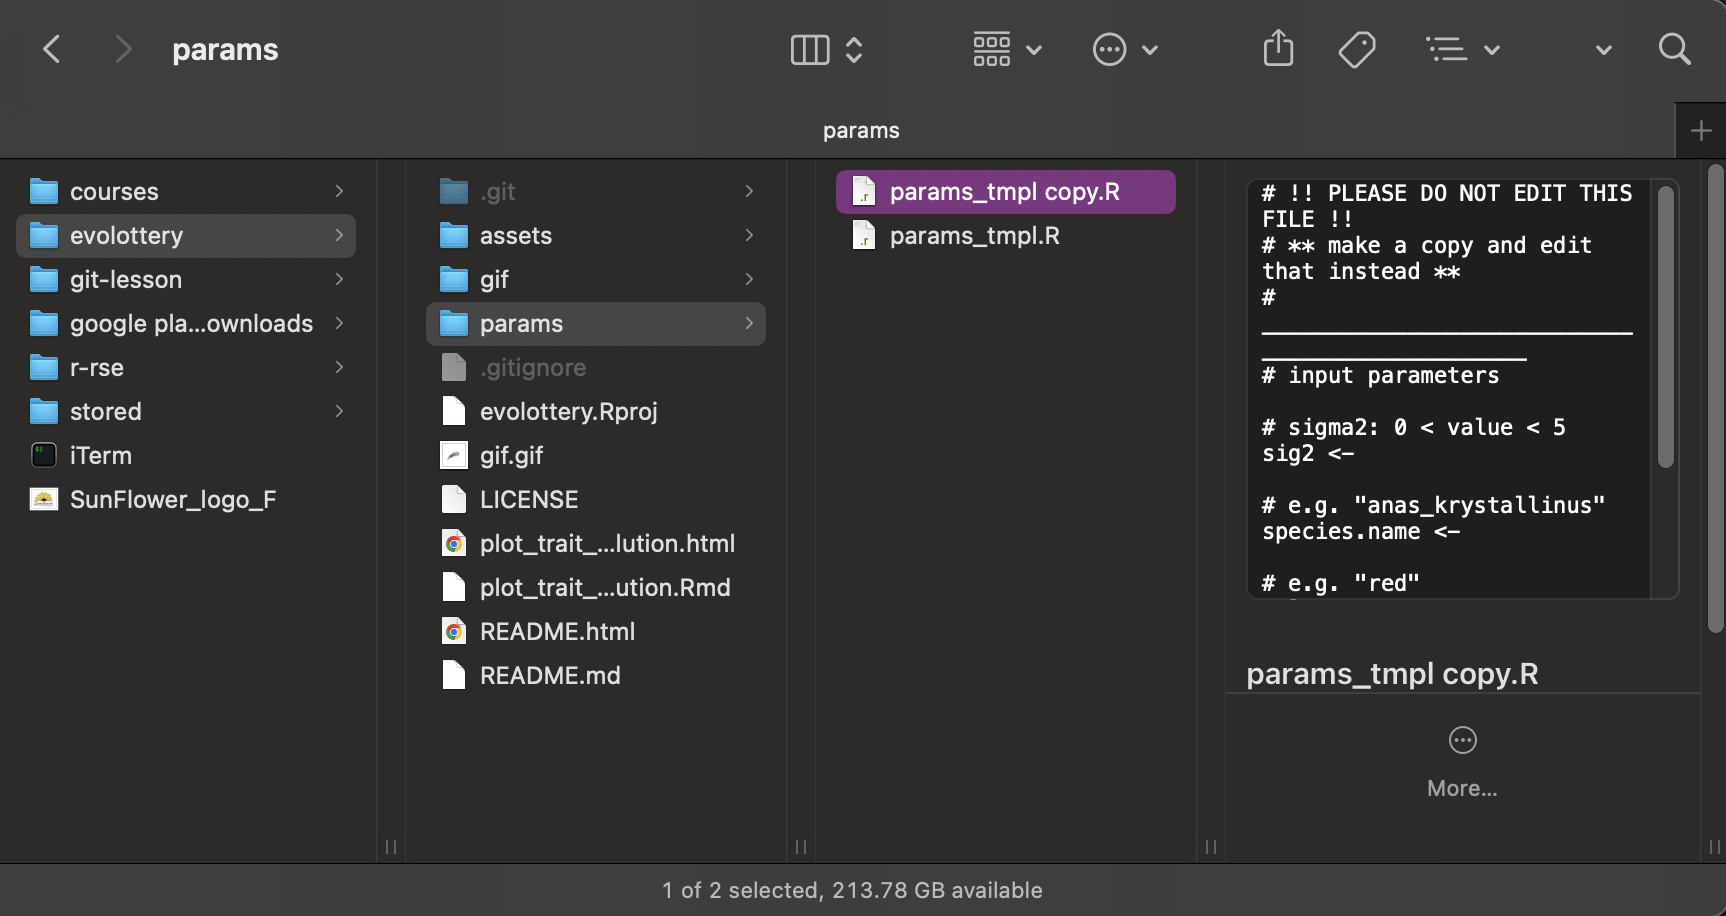 params
params
courses
evolottery
git-lesson
google pla...ownloads
r-rse
stored
iTerm
SunFlower_logo_F
.git
assets
gif
params
.gitignore
evolottery.Rproj
gif.gif
LICENSE
plot_trait_...lution.html
plot_trait_...ution.Rmd
README.html
README.md
params_tmpl copy.R
params_tmpl.R
# !! PLEASE DO NOT EDIT THIS
FILE !!
# ** make a copy and edit
that instead **
#
____________________________
____________________
# input parameters
# sigma2: 0 < value < 5
sig2 <-
# e.g. "anas_krystallinus"
species.name <-
# e.g. "red"
params_tmpl copy.R
More...
1 of 2 selected, 213.78 GB available